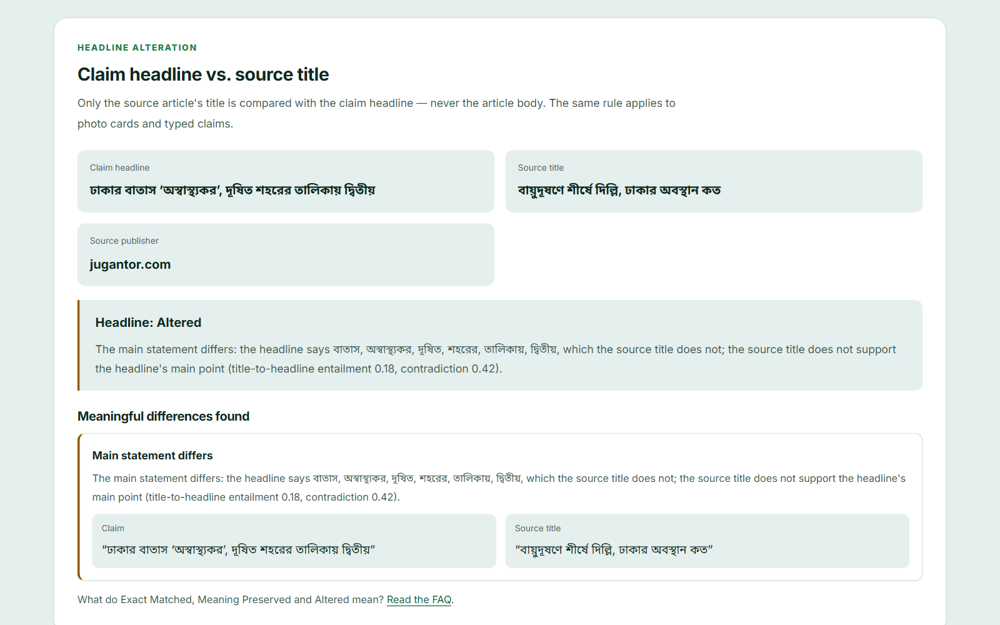 HEADLINE ALTERATION
Claim headline vs. source title
Only the source article's title is compared with the claim headline — never the article body. The same rule applies to
photo cards and typed claims.
Claim headline
ঢাকার বাতাস ‘অস্বাস্থ্যকর’, দূষিত শহরের তালিকায় দ্বিতীয়
Source title
বায়ুদূষণে শীর্ষে দিল্লি, ঢাকার অবস্থান কত
Source publisher
jugantor.com
Headline: Altered
The main statement differs: the headline says বাতাস, অস্বাস্থ্যকর, দূষিত, শহরের, তালিকায়, দ্বিতীয়, which the source title does not; the source title does not support
the headline's main point (title-to-headline entailment 0.18, contradiction 0.42).
Meaningful differences found
Main statement differs
The main statement differs: the headline says বাতাস, অস্বাস্থ্যকর, দূষিত, শহরের, তালিকায়, দ্বিতীয়, which the source title does not; the source title does not support the headline's
main point (title-to-headline entailment 0.18, contradiction 0.42).
Claim
“ঢাকার বাতাস ‘অস্বাস্থ্যকর’, দূষিত শহরের তালিকায় দ্বিতীয়”
Source title
“বায়ুদূষণে শীর্ষে দিল্লি, ঢাকার অবস্থান কত”
What do Exact Matched, Meaning Preserved and Altered mean? Read the FAQ.